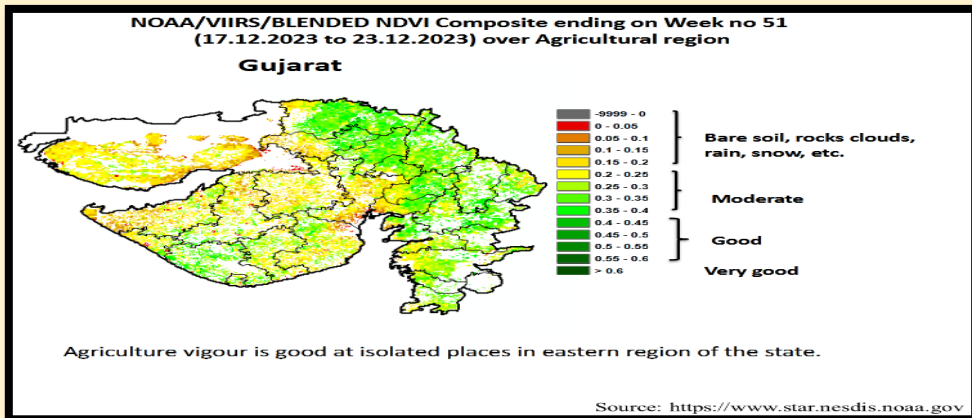 NOAA/VIIRS/BLENDED NDVI Composite ending on Week no 51
(17.12.2023 to 23.12.2023) over Agricultural region
Gujarat
-9999 - 0
0 - 0.05
0.05 - 0.1
0.1 - 0.15
0.15 - 0.2
0.2 - 0.25
0.25 - 0.3
0.3 - 0.35
0.35 - 0.4
0.4 - 0.45
0.45 - 0.5
0.5 - 0.55
0.55 - 0.6
> 0.6
Bare soil, rocks clouds,
rain, snow, etc.
Moderate
Good
Very good
Agriculture vigour is good at isolated places in eastern region of the state.
Source: https://www.star.nesdis.noaa.gov